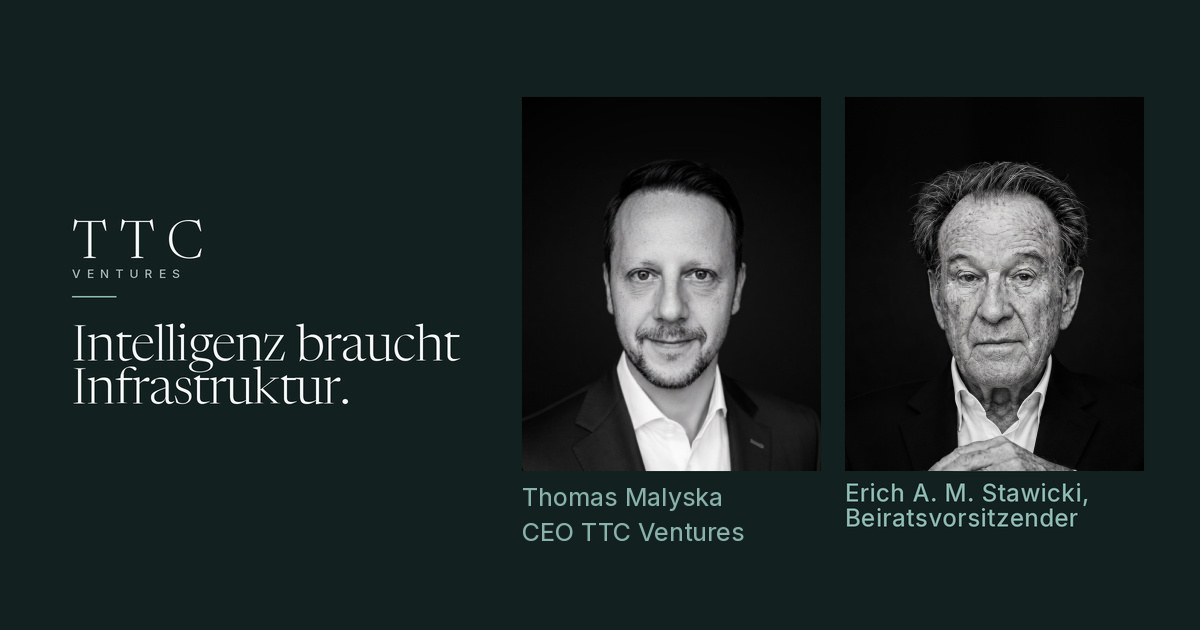 TTC
VENTURES
Intelligenz braucht
Infrastruktur.
Thomas Malyska
CEO TTC Ventures
Erich A. M. Stawicki,
Beiratsvorsitzender